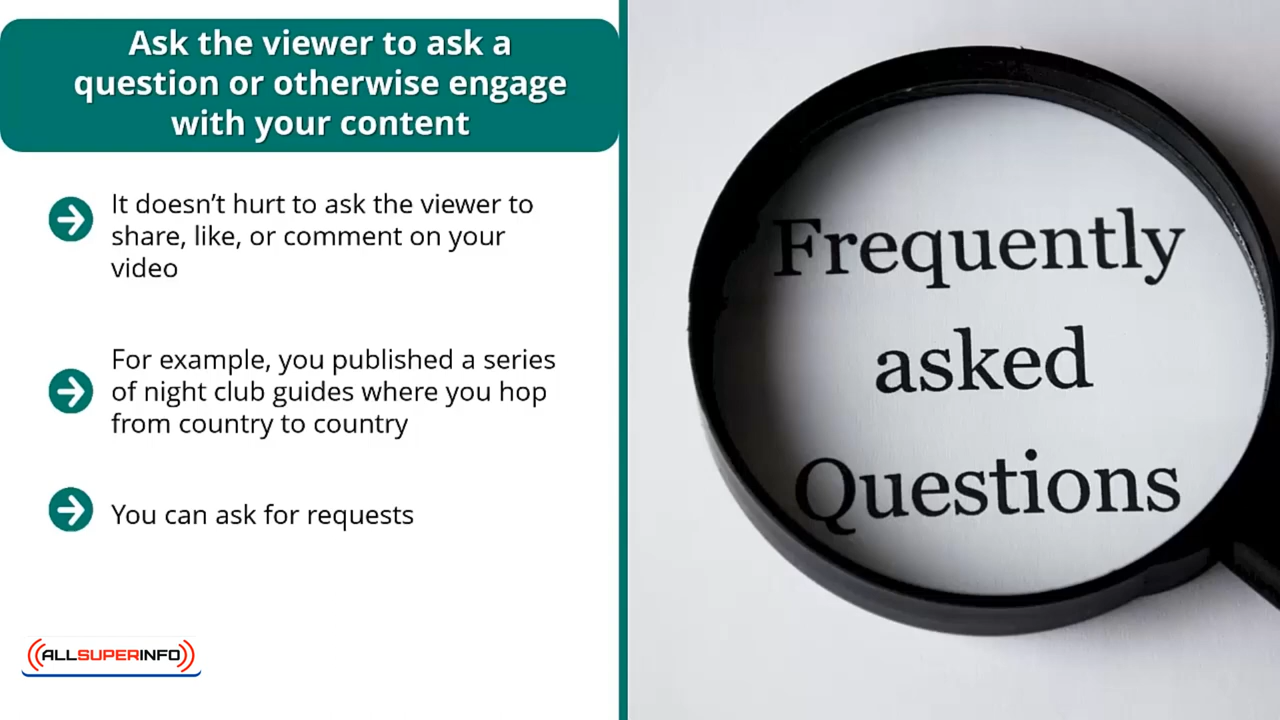 Ask the viewer to ask a
question or otherwise engage
with your content
It doesn’t hurt to ask the viewer to
share, like, or comment on your
video
For example, you published a series
of night club guides where you hop
from country to country
You can ask for requests
ALLSUPERINFO
Frequently
asked
Questions